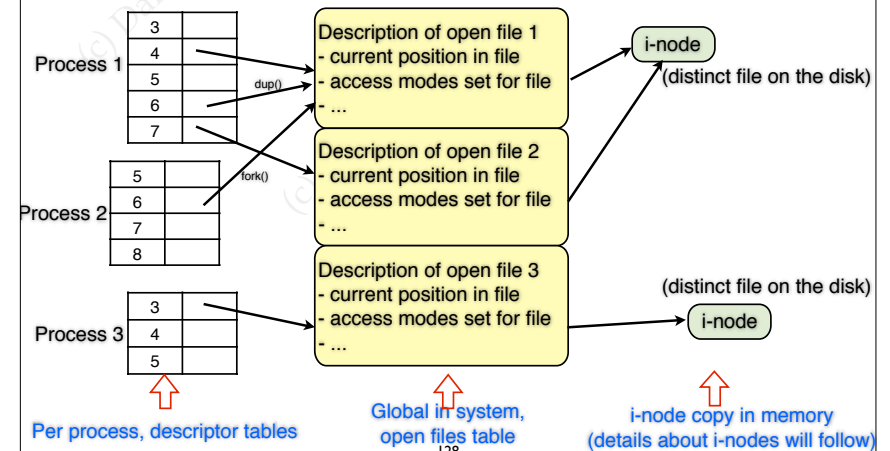 Process 1
3
4
5
6
7
dup()
Description of open file 1
- current position in file
- access modes set for file
- ...
i-node
(distinct file on the disk)
Process 2
5
6
7
8
fork()
Description of open file 2
- current position in file
- access modes set for file
- ...
Process 3
3
4
5
Description of open file 3
- current position in file
- access modes set for file
- ...
(distinct file on the disk)
i-node
Per process, descriptor tables
Global in system,
open files table
128
i-node copy in memory
(details about i-nodes will follow)